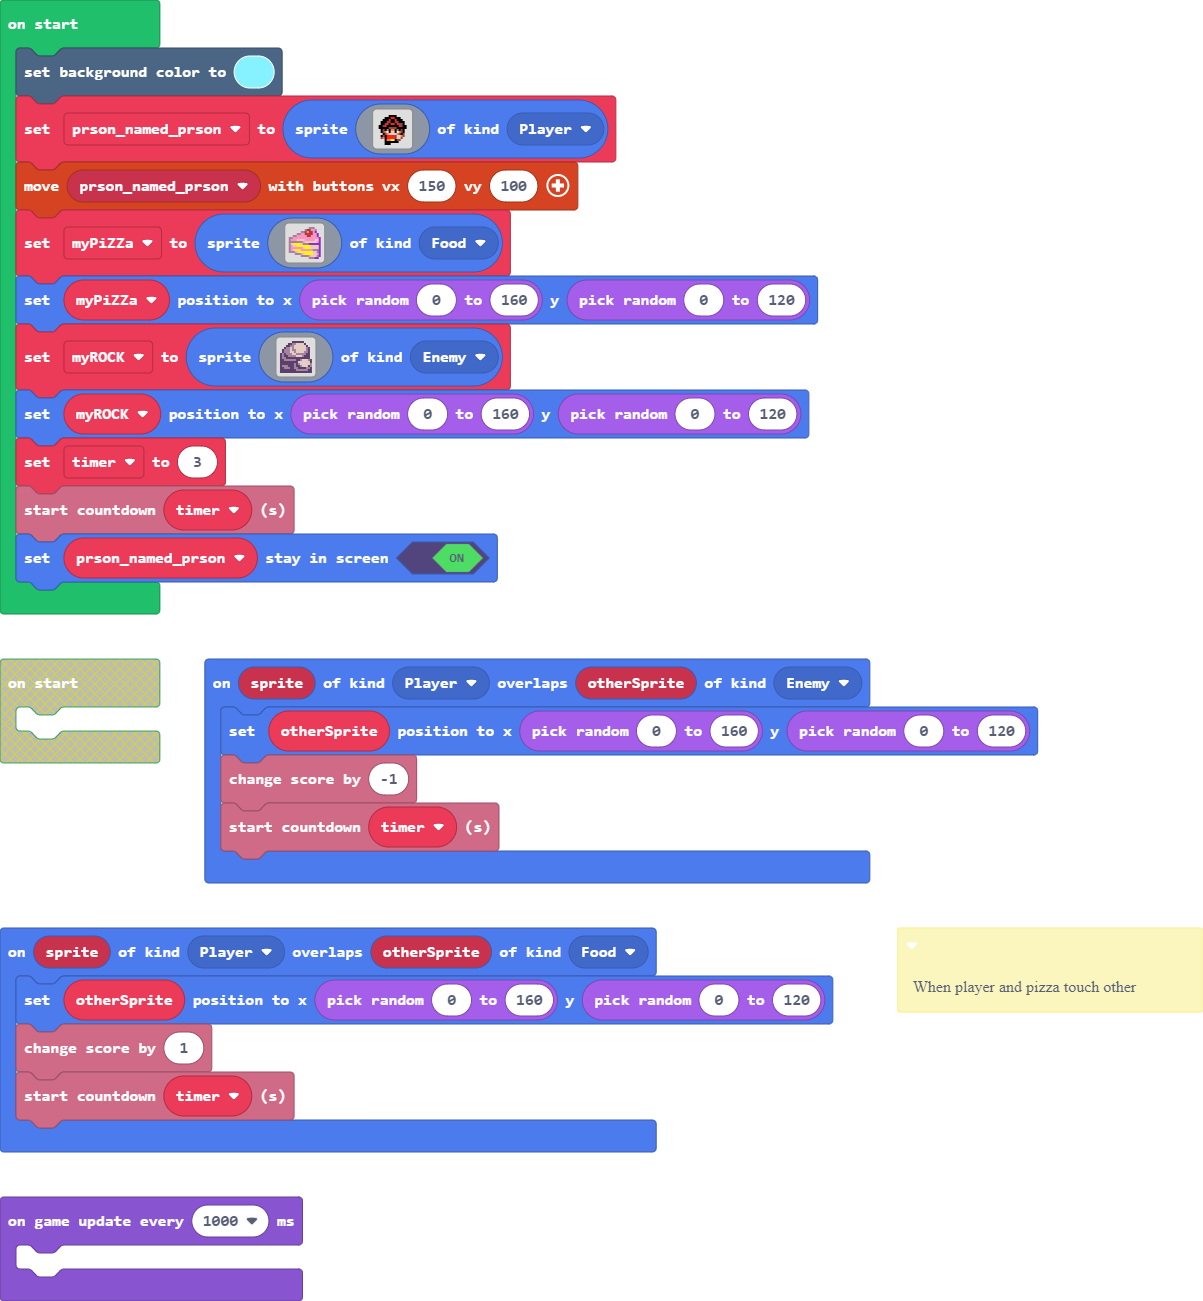 on start
set background color to
set prson_named_prson to sprite of kind Player
move prson_named_prson with buttons vx 150 vy 100
set myPiZZa to sprite of kind Food
set myPiZZa position to x pick random 0 to 160 y pick random 0 to 120
set myROCK to sprite of kind Enemy
set myROCK position to x pick random 0 to 160 y pick random 0 to 120
set timer to 3
start countdown timer (s)
set prson_named_prson stay in screen ON
on start
on sprite of kind Player overlaps otherSprite of kind Enemy
set otherSprite position to x pick random 0 to 160 y pick random 0 to 120
change score by -1
start countdown timer (s)
on sprite of kind Player overlaps otherSprite of kind Food
set otherSprite position to x pick random 0 to 160 y pick random 0 to 120
change score by 1
start countdown timer (s)
When player and pizza touch other
on game update every 1000 ms